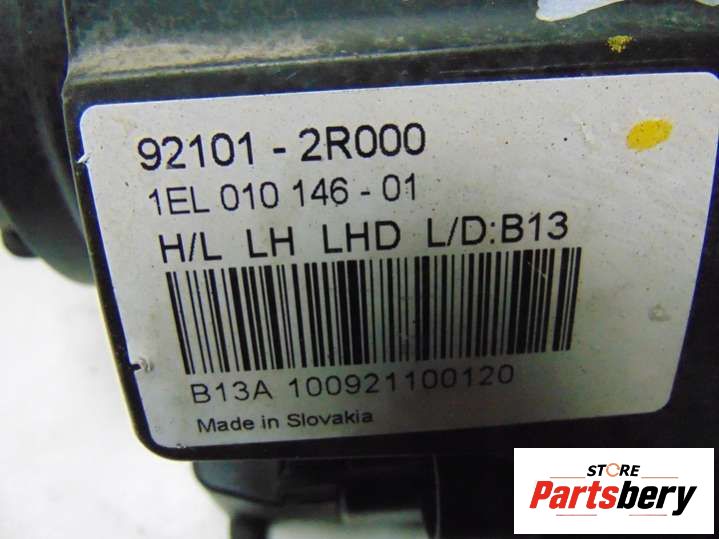 92101 - 2R000
1EL 010 146 - 01
H/L LH LHD L/D:B13
B13A 100921100120
Made in Slovakia
STORE
Partsbery